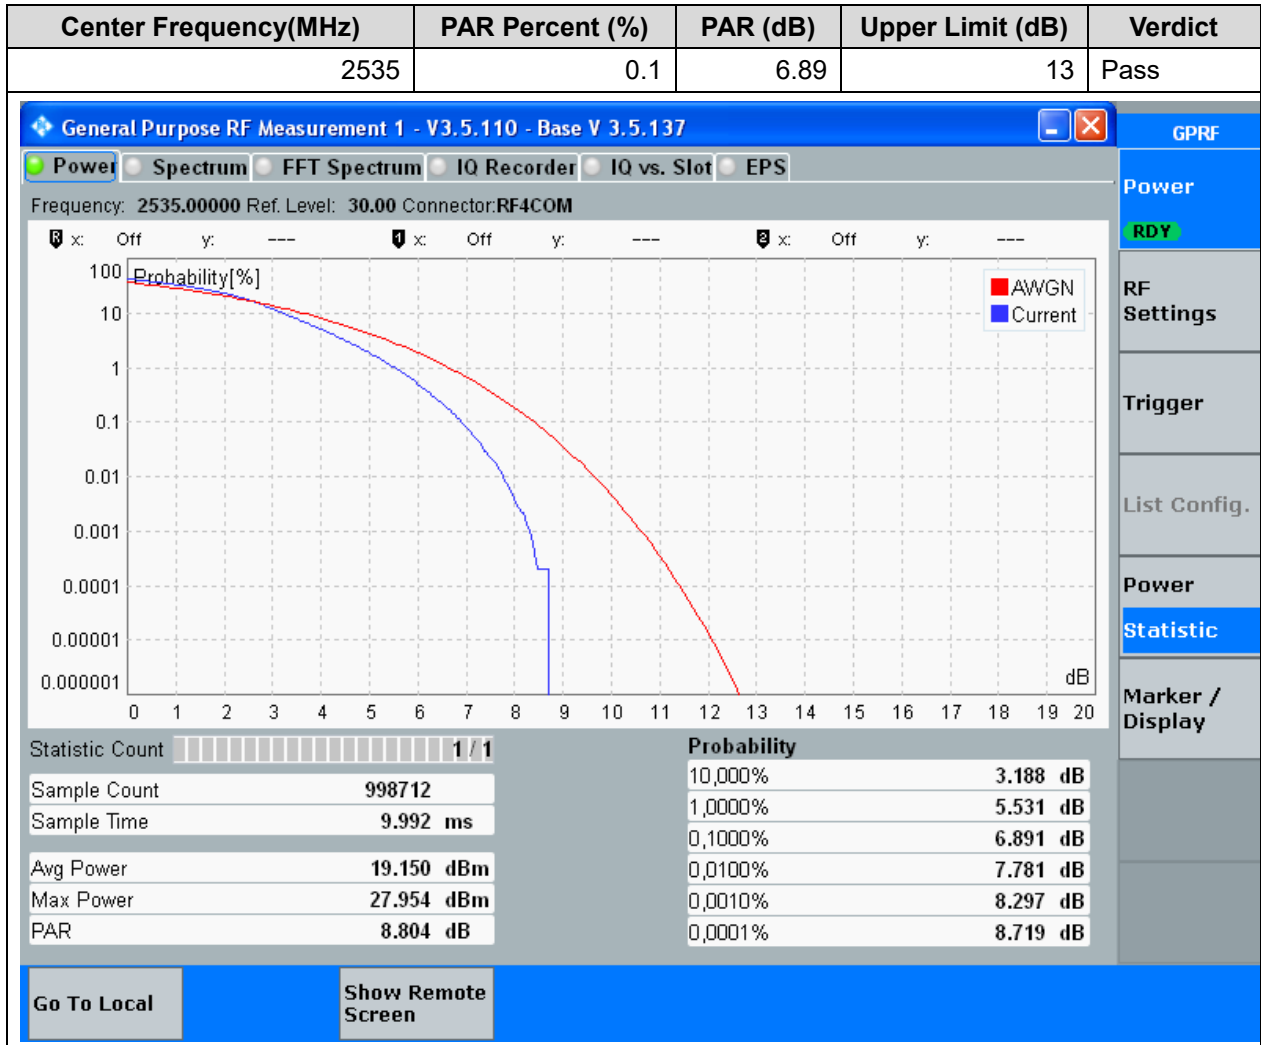 Center Frequency(MHz) PAR Percent (%) PAR (dB) Upper Limit (dB) Verdict
2535 0.1 6.89 13 Pass
General Purpose RF Measurement 1 - V3.5.110 - Base V 3.5.137
GPRF
Power Spectrum FFT Spectrum IQ Recorder IQ vs. Slot EPS
Power
RDY
Frequency: 2535.00000 Ref. Level: 30.00 Connector:RF4COM
R x: Off y: --- 1 x: Off y: --- 2 x: Off y: ---
Probability[%]
AWGN
Current
100
10
1
0.1
0.01
0.001
0.0001
0.00001
0.000001
dB
0 1 2 3 4 5 6 7 8 9 10 11 12 13 14 15 16 17 18 19 20
RF
Settings
Trigger
List Config.
Power
Statistic
Marker /
Display
Statistic Count 1 / 1
Sample Count 998712
Sample Time 9.992 ms
Avg Power 19.150 dBm
Max Power 27.954 dBm
PAR 8.804 dB
Probability
10,000% 3.188 dB
1,0000% 5.531 dB
0,1000% 6.891 dB
0,0100% 7.781 dB
0,0010% 8.297 dB
0,0001% 8.719 dB
Go To Local
Show Remote
Screen